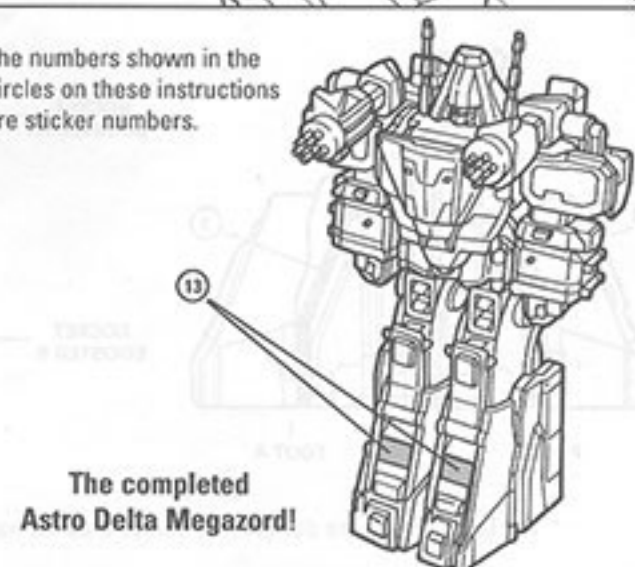 he numbers shown in the
ircles on these instructions
re sticker numbers.
13
The completed
Astro Delta Megazord!